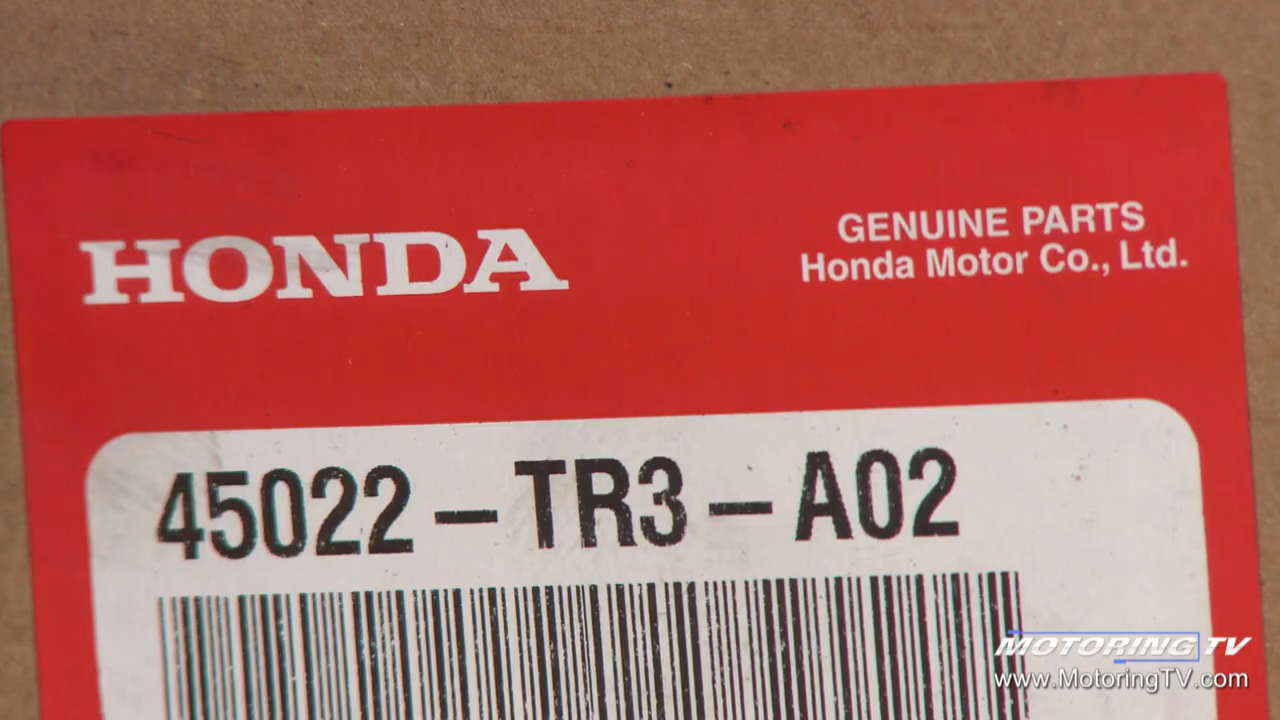 HONDA
GENUINE PARTS
Honda Motor Co., Ltd.
45022-TR3-A02
MOTORING TV
www.MotoringTV.com